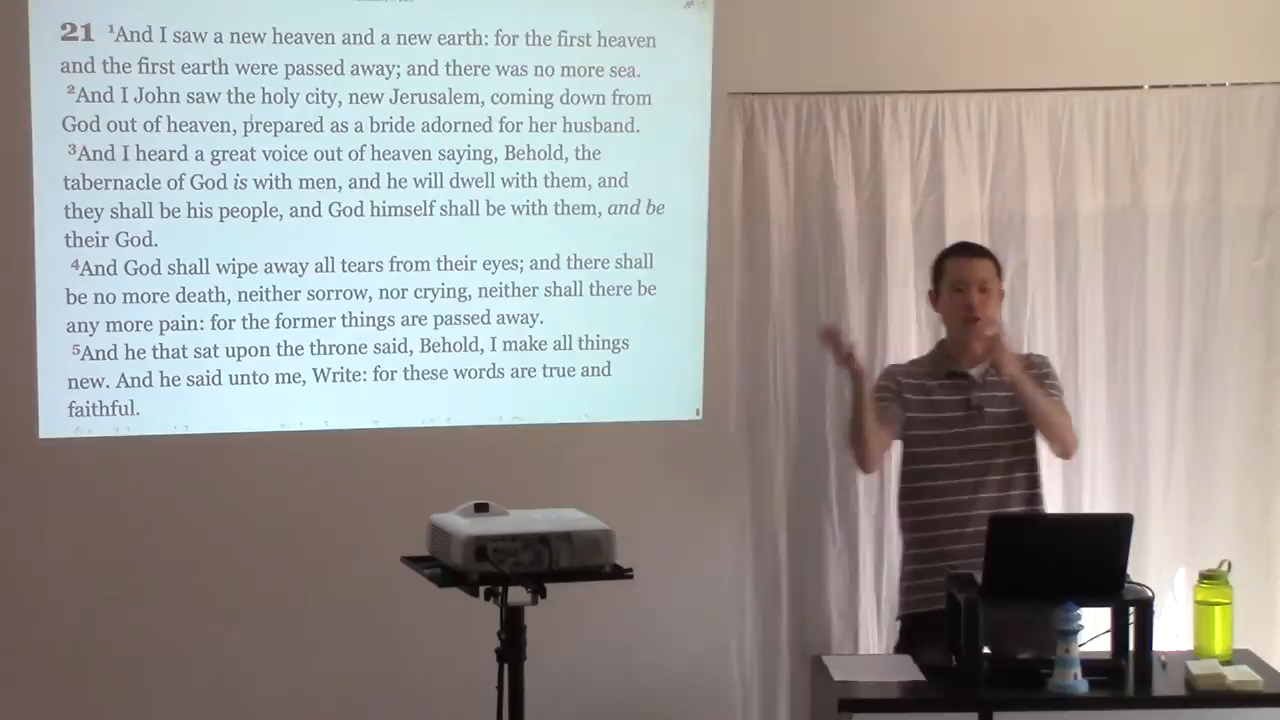 21 1And I saw a new heaven and a new earth: for the first heaven
and the first earth were passed away; and there was no more sea.
2And I John saw the holy city, new Jerusalem, coming down from
God out of heaven, prepared as a bride adorned for her husband.
3And I heard a great voice out of heaven saying, Behold, the
tabernacle of God is with men, and he will dwell with them, and
they shall be his people, and God himself shall be with them, and be
their God.
4And God shall wipe away all tears from their eyes; and there shall
be no more death, neither sorrow, nor crying, neither shall there be
any more pain: for the former things are passed away.
5And he that sat upon the throne said, Behold, I make all things
new. And he said unto me, Write: for these words are true and
faithful.